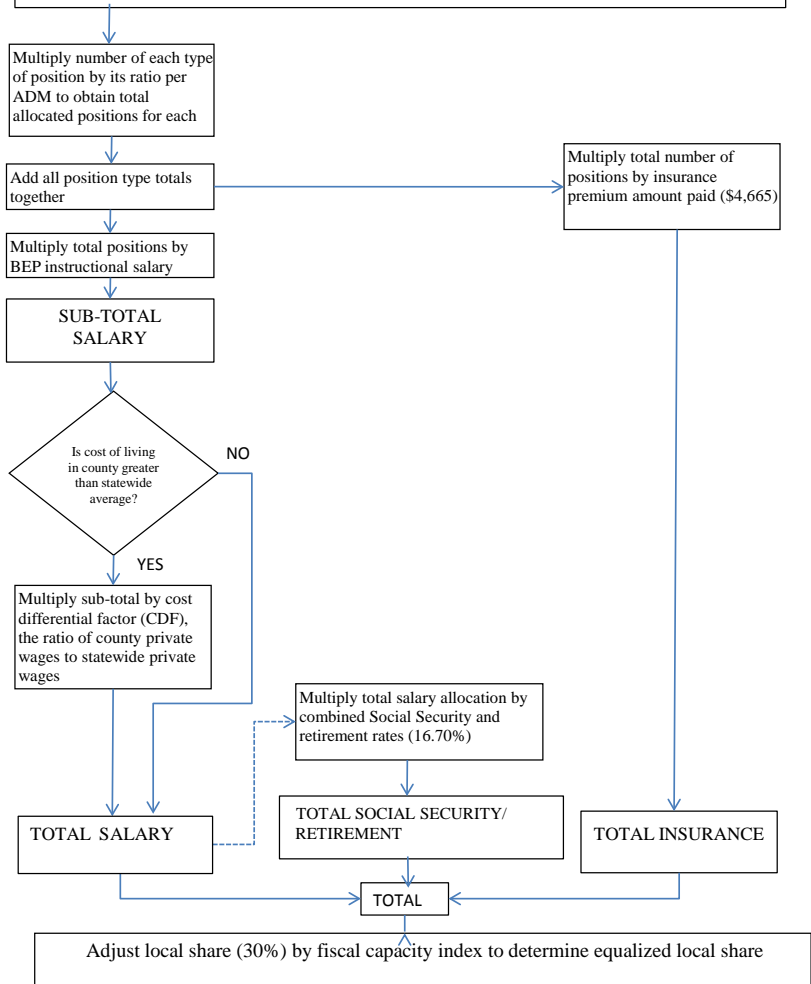 Multiply number of each type
of position by its ratio per
ADM to obtain total
allocated positions for each
Multiply total number of
positions by insurance
premium amount paid ($4,665)
Add all position type totals
together
Multiply total positions by
BEP instructional salary
SUB-TOTAL
SALARY
Is cost of living
in county greater
than statewide
average?
NO
YES
Multiply sub-total by cost
differential factor (CDF),
the ratio of county private
wages to statewide private
wages
Multiply total salary allocation by
combined Social Security and
retirement rates (16.70%)
TOTAL SALARY
TOTAL SOCIAL SECURITY/
RETIREMENT
TOTAL INSURANCE
TOTAL
Adjust local share (30%) by fiscal capacity index to determine equalized local share